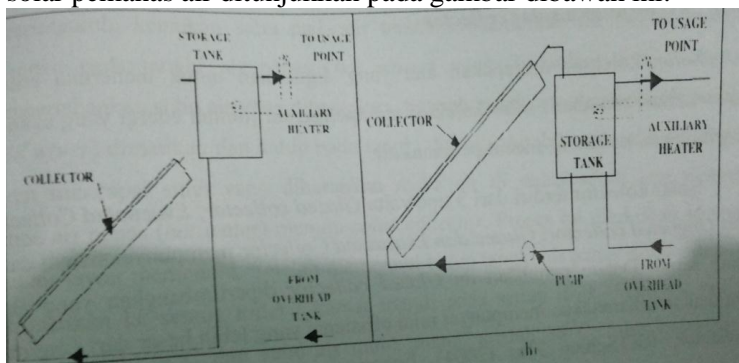 solar pemanas air ditunjukkan pada gambar dibawah ini.
STORAGE
TANK
TO USAGE
POINT
AUXILIARY
HEATER
COLLECTOR
FROM
OVERHEAD
TANK
TO USAGE
POINT
COLLECTOR
AUXILIARY
HEATER
STORAGE
TANK
PUMP
FROM
OVERHEAD
TANK